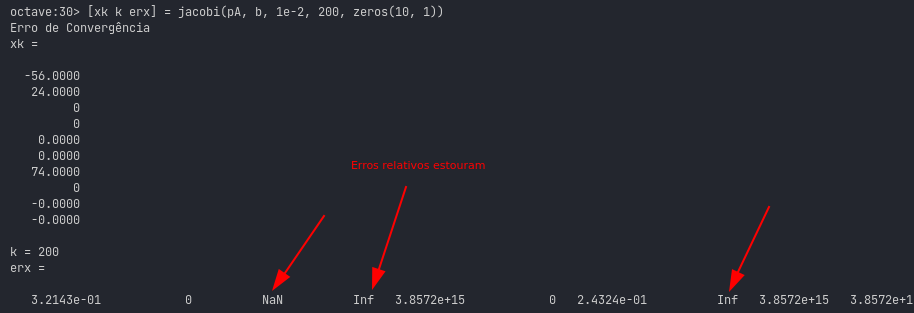 octave:30> [xk k erx] = jacobi(pA, b, 1e-2, 200, zeros(10, 1))
Erro de Convergência
xk =
-56.0000
24.0000
0
0
0.0000
0.0000
Erros relativos estouram
74.0000
0
-0.0000
-0.0000
k = 200
erx =
3.2143e-01 0 NaN Inf 3.8572e+15 0 2.4324e-01 Inf 3.8572e+15 3.8572e+1